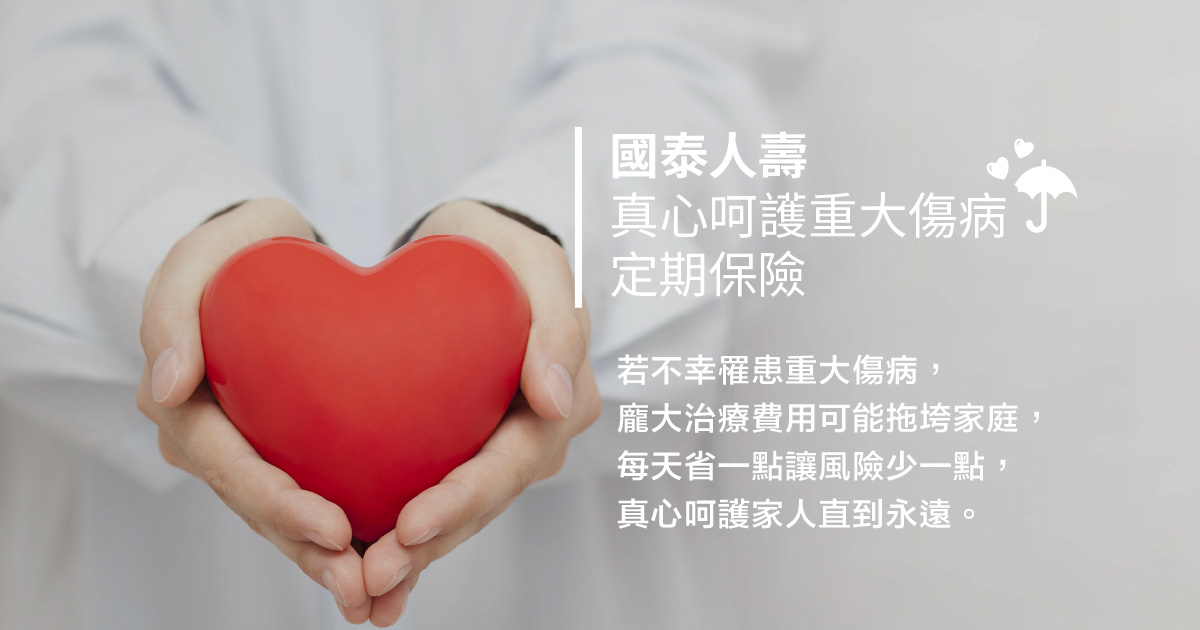 國泰人壽
真心呵護重大傷病
定期保險
若不幸罹患重大傷病，
龐大治療費用可能拖垮家庭，
每天省一點讓風險少一點，
真心呵護家人直到永遠。